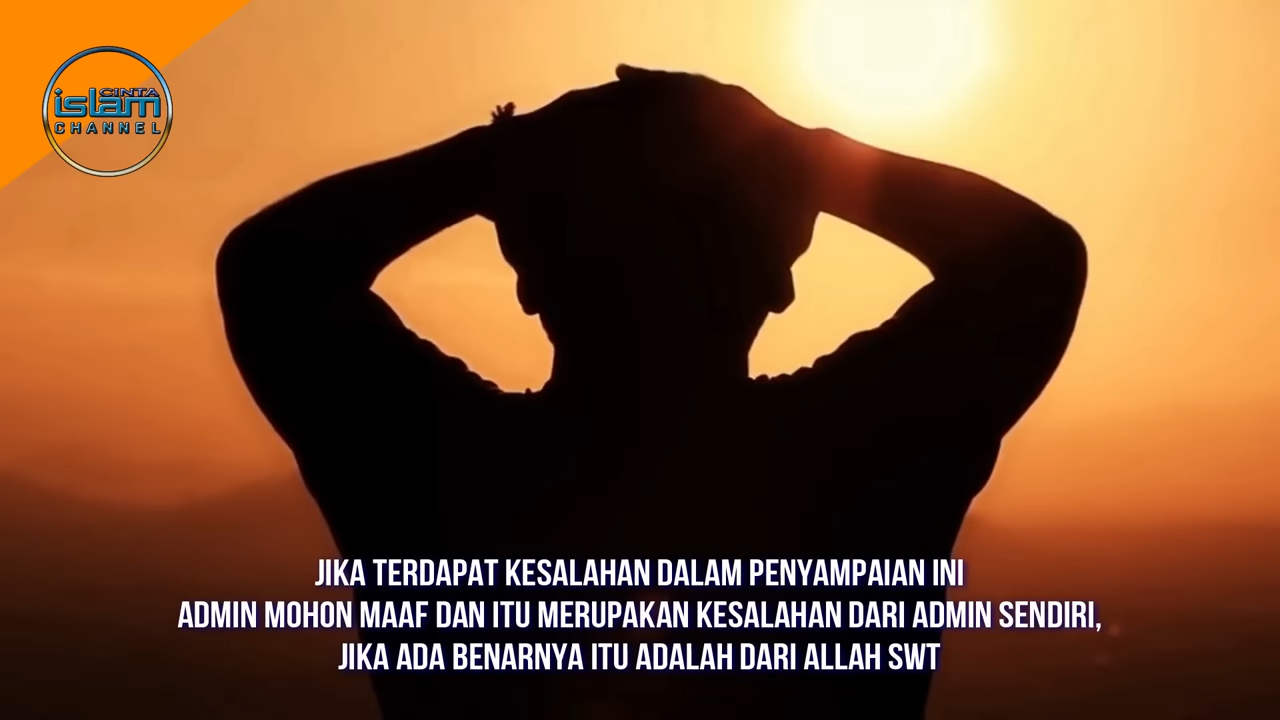 CINTA
islam
CHANNEL
JIKA TERDAPAT KESALAHAN DALAM PENYAMPAIAN INI
ADMIN MOHON MAAF DAN ITU MERUPAKAN KESALAHAN DARI ADMIN SENDIRI,
JIKA ADA BENARNYA ITU ADALAH DARI ALLAH SWT